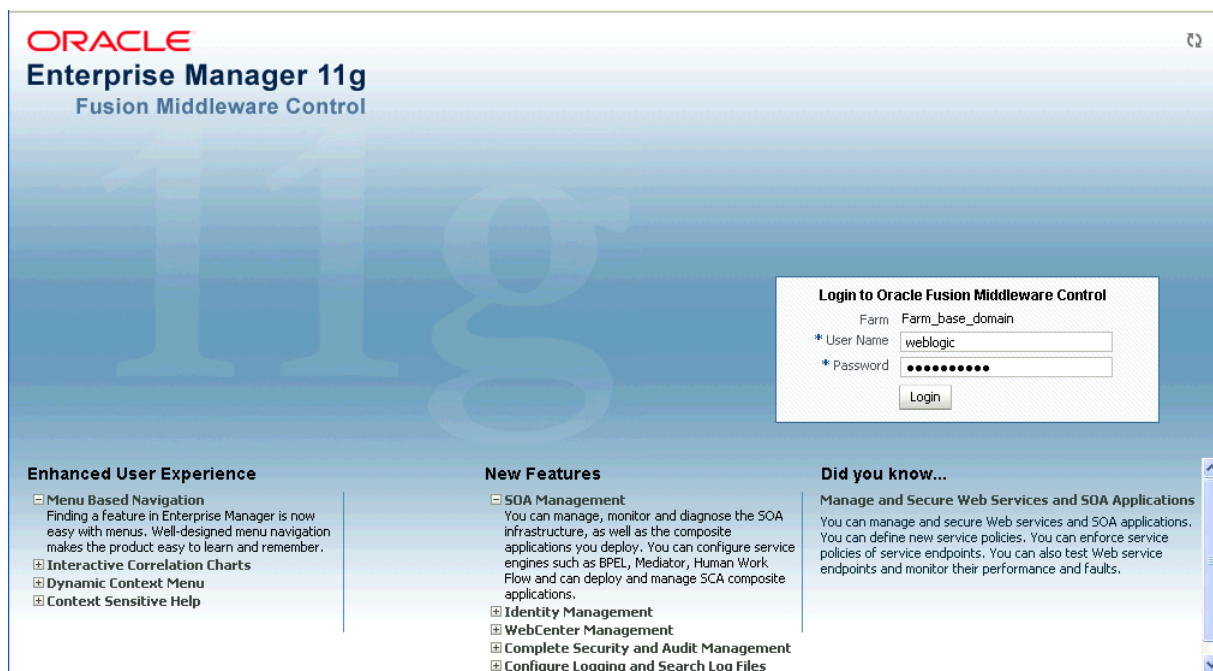 ORACLE
Enterprise Manager 11g
Fusion Middleware Control
11g
Login to Oracle Fusion Middleware Control
Farm Farm_base_domain
* User Name weblogic
* Password ●●●●●●●●●●
Login
Enhanced User Experience
Menu Based Navigation
Finding a feature in Enterprise Manager is now
easy with menus. Well-designed menu navigation
makes the product easy to learn and remember.
Interactive Correlation Charts
Dynamic Context Menu
Context Sensitive Help
New Features
SOA Management
You can manage, monitor and diagnose the SOA
infrastructure, as well as the composite
applications you deploy. You can configure service
engines such as BPEL, Mediator, Human Work
Flow and can deploy and manage SCA composite
applications.
Identity Management
WebCenter Management
Complete Security and Audit Management
Configure Logging and Search Log Files
Did you know...
Manage and Secure Web Services and SOA Applications
You can manage and secure Web services and SOA applications.
You can define new service policies. You can enforce service
policies of service endpoints. You can also test Web service
endpoints and monitor their performance and faults.